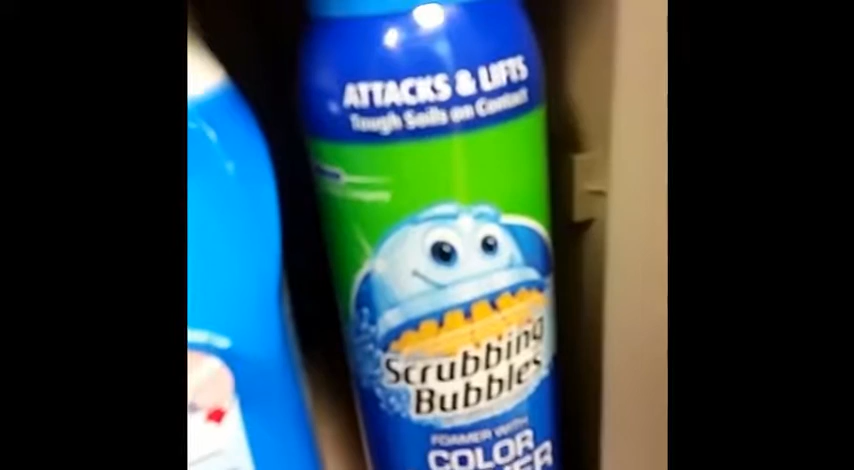 ATTACKS & LIFTS
Tough Soils on Contact
Scrubbing
Bubbles
FOAMER WITH
COLOR